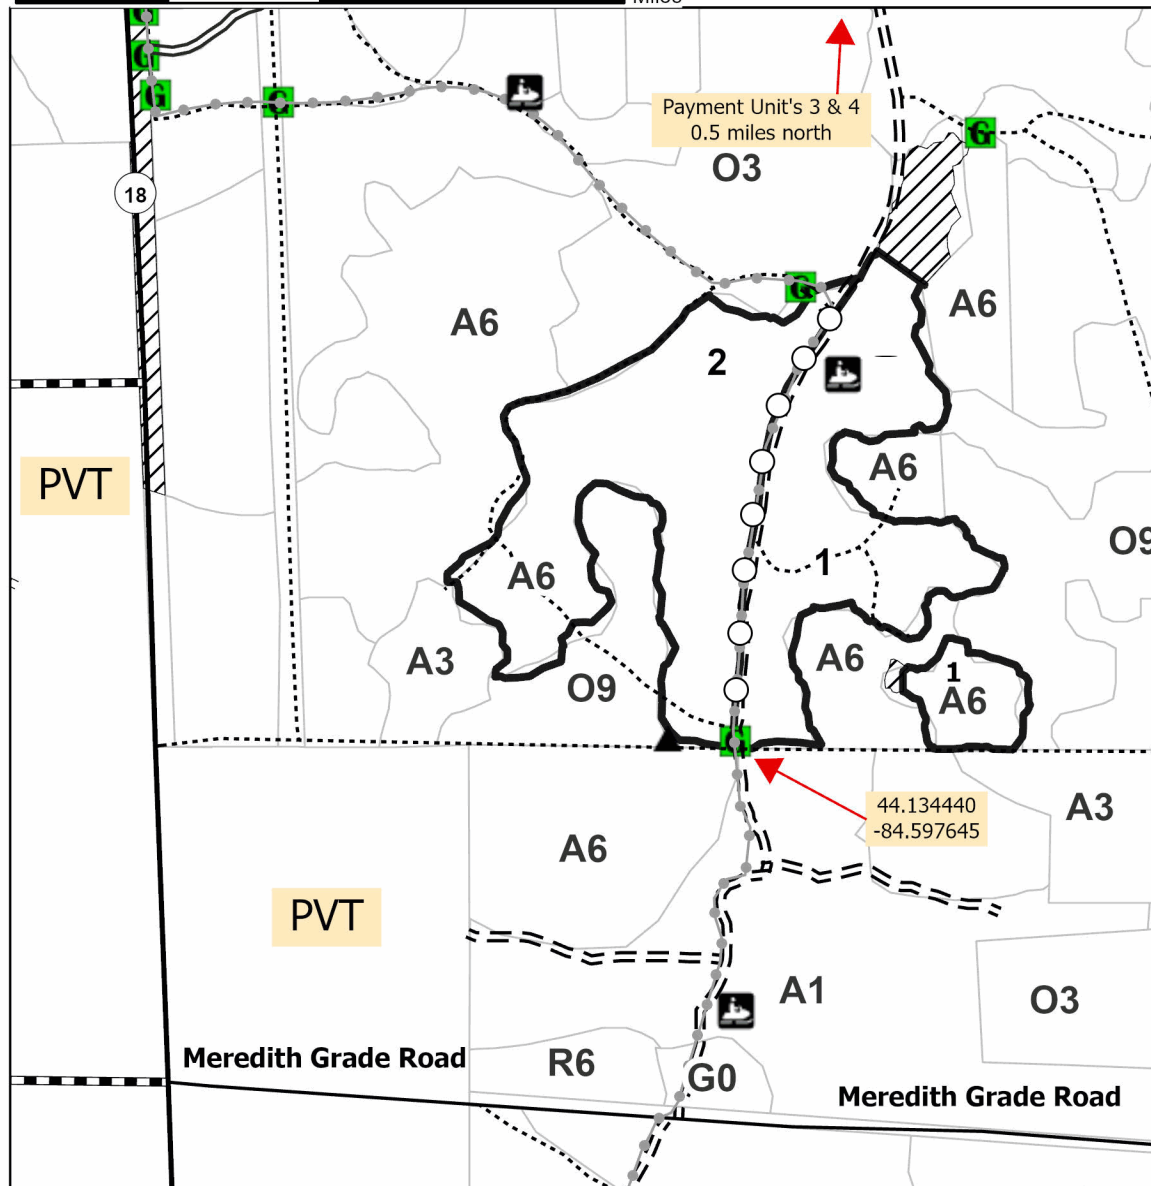 Miles
G
G
G
G
Payment Unit's 3 & 4
0.5 miles north
G
O3
18
G
A6
A6
2
A6
PVT
O9
1
A6
A6
A3
O9
1
A6
G
44.134440
-84.597645
A3
A6
PVT
A1
O3
Meredith Grade Road
R6
G0
Meredith Grade Road